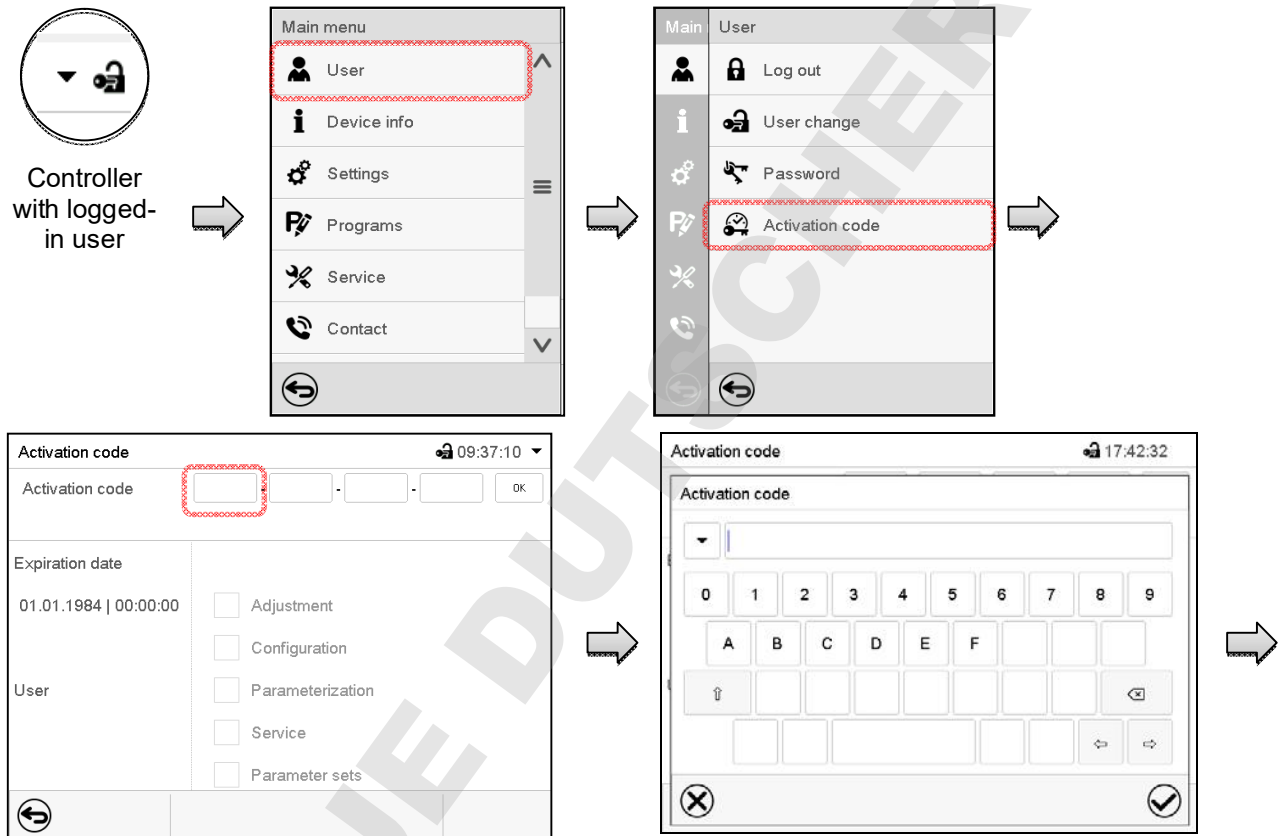 Controller
with logged-
in user
Main menu
User
Device info
Settings
Programs
Service
Contact
Main User
Log out
User change
Password
Activation code
Activation code 09:37:10
Activation code - - - OK
Expiration date
01.01.1984 | 00:00:00 Adjustment
Configuration
User Parameterization
Service
Parameter sets
Activation code 17:42:32
Activation code
0 1 2 3 4 5 6 7 8 9
A B C D E F
UE DUTSCHER